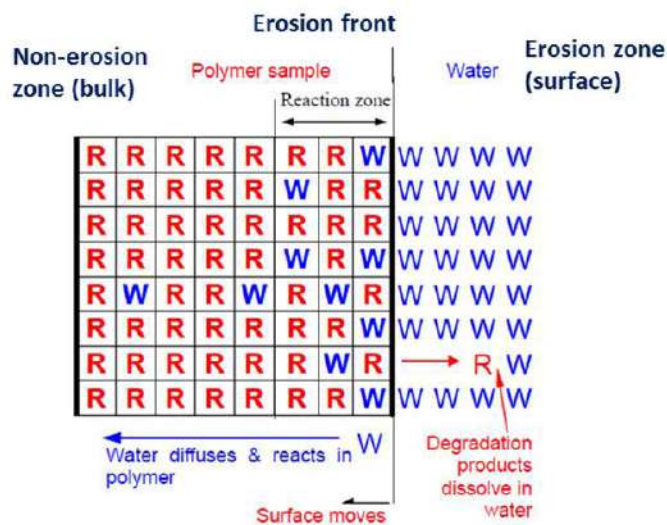 Erosion front
Non-erosion
zone (bulk)
Erosion zone
(surface)
Polymer sample
Water
Reaction zone
R R R R R R R W W W W W
R R R R R W R R W W W W
R R R R R R R R W W W W
R R R R R W R W W W W W
R W R R W R W R W W W W
R R R R R R R W W W W W
R R R R R R W R R W
R R R R R R R W W W W W
W
Water diffuses & reacts in
polymer
Degradation
products
dissolve in
water
Surface moves